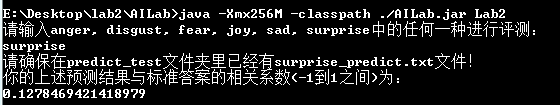 E:\Desktop\lab2\AILab>java -Xmx256M -classpath ./AILab.jar Lab2
请输入anger, disgust, fear, joy, sad, surprise中的任何一种进行评测：
surprise
请确保在predict_test文件夹里已经有surprise_predict.txt文件！
你的上述预测结果与标准答案的相关系数(-1到1之间)为：
0.1278469421418979